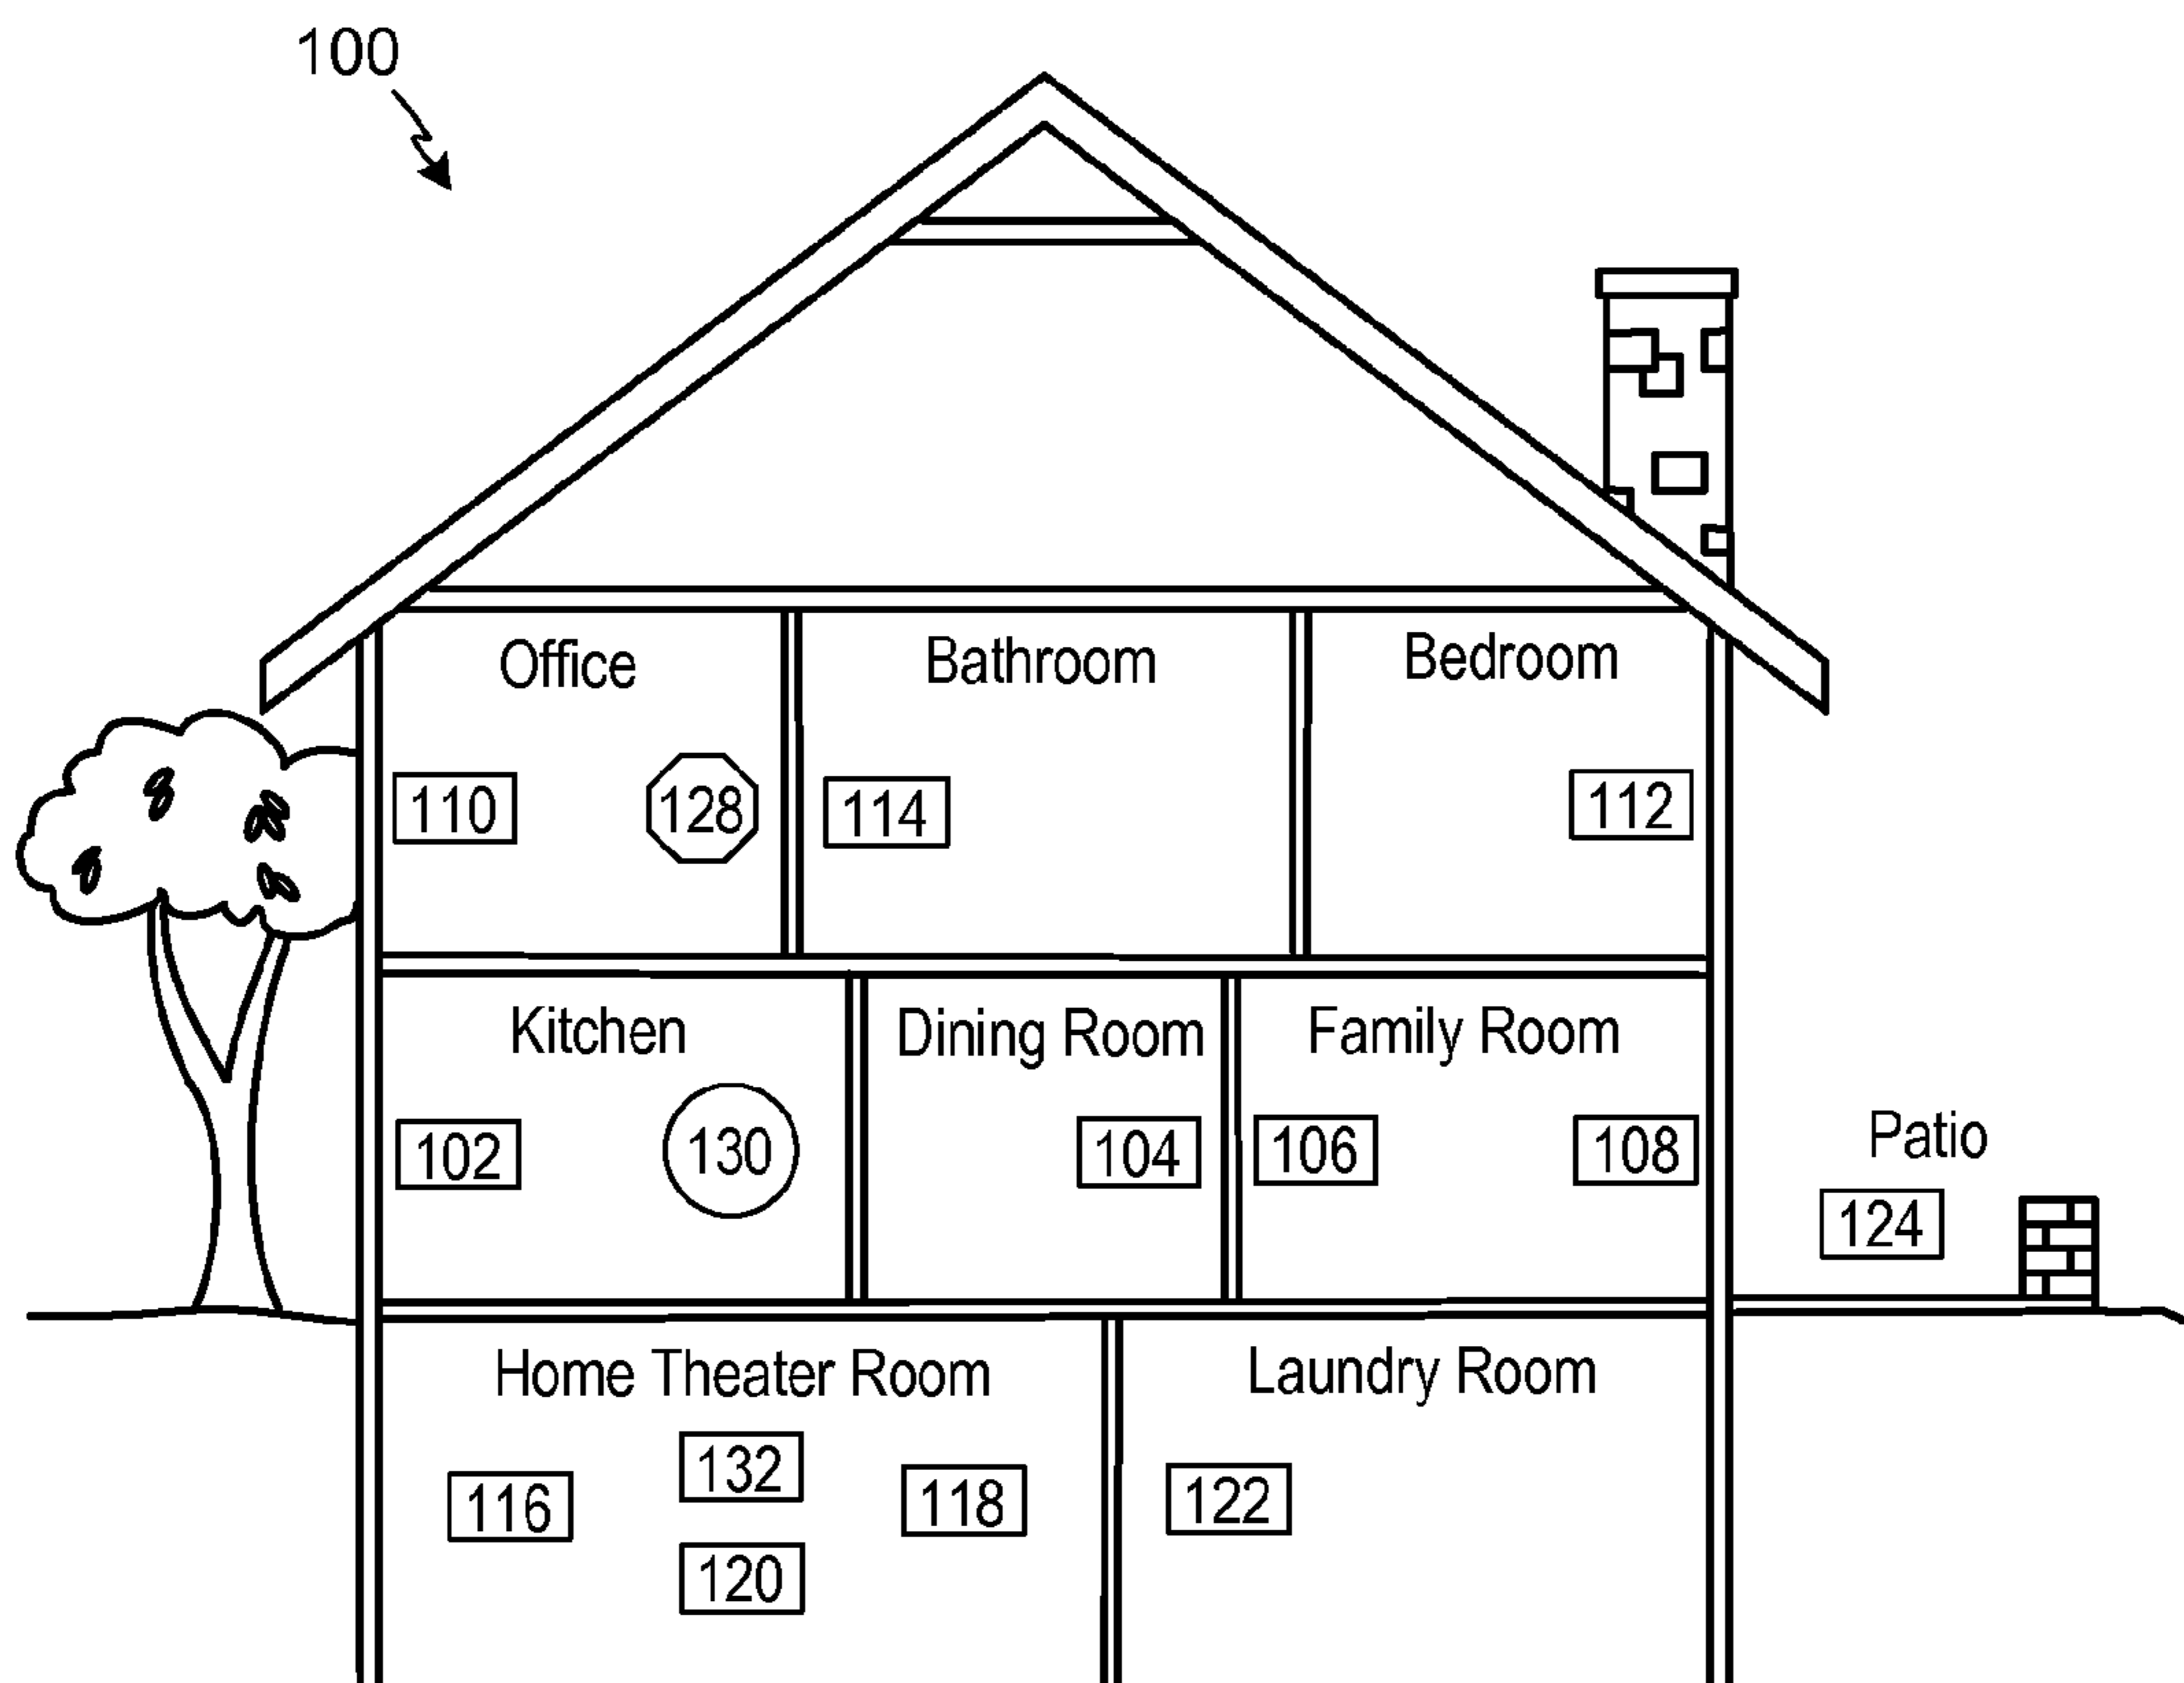 100
Office
Bathroom
Bedroom
110
128
114
112
Kitchen
Dining Room
Family Room
102
130
104
106
108
Patio
124
Home Theater Room
Laundry Room
116
132
118
122
120